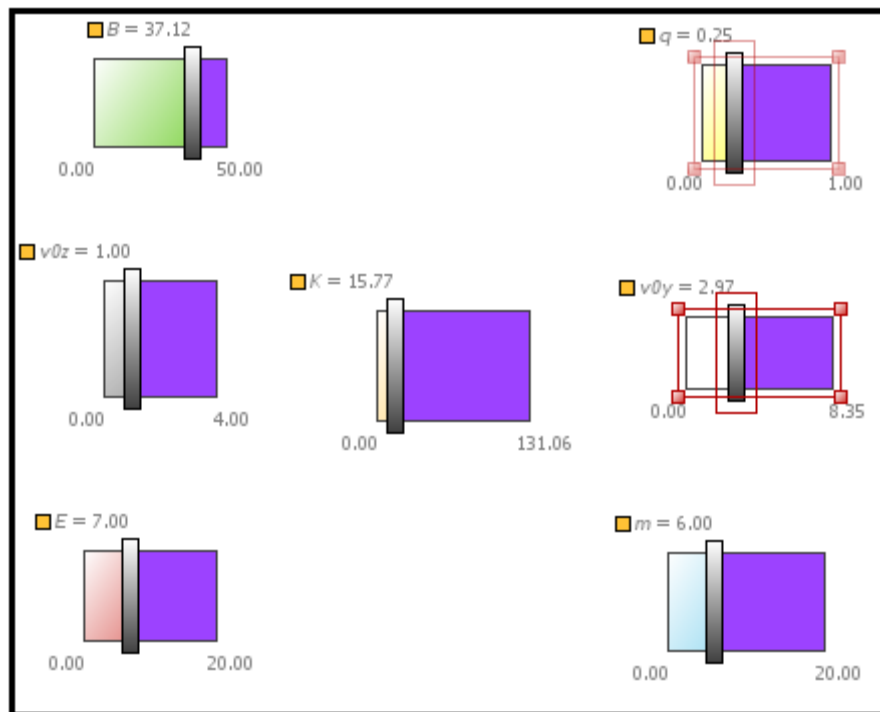 B = 37.12
0.00 50.00
q = 0.25
0.00 1.00
v0z = 1.00
0.00 4.00
K = 15.77
0.00 131.06
v0y = 2.97
0.00 8.35
E = 7.00
0.00 20.00
m = 6.00
0.00 20.00